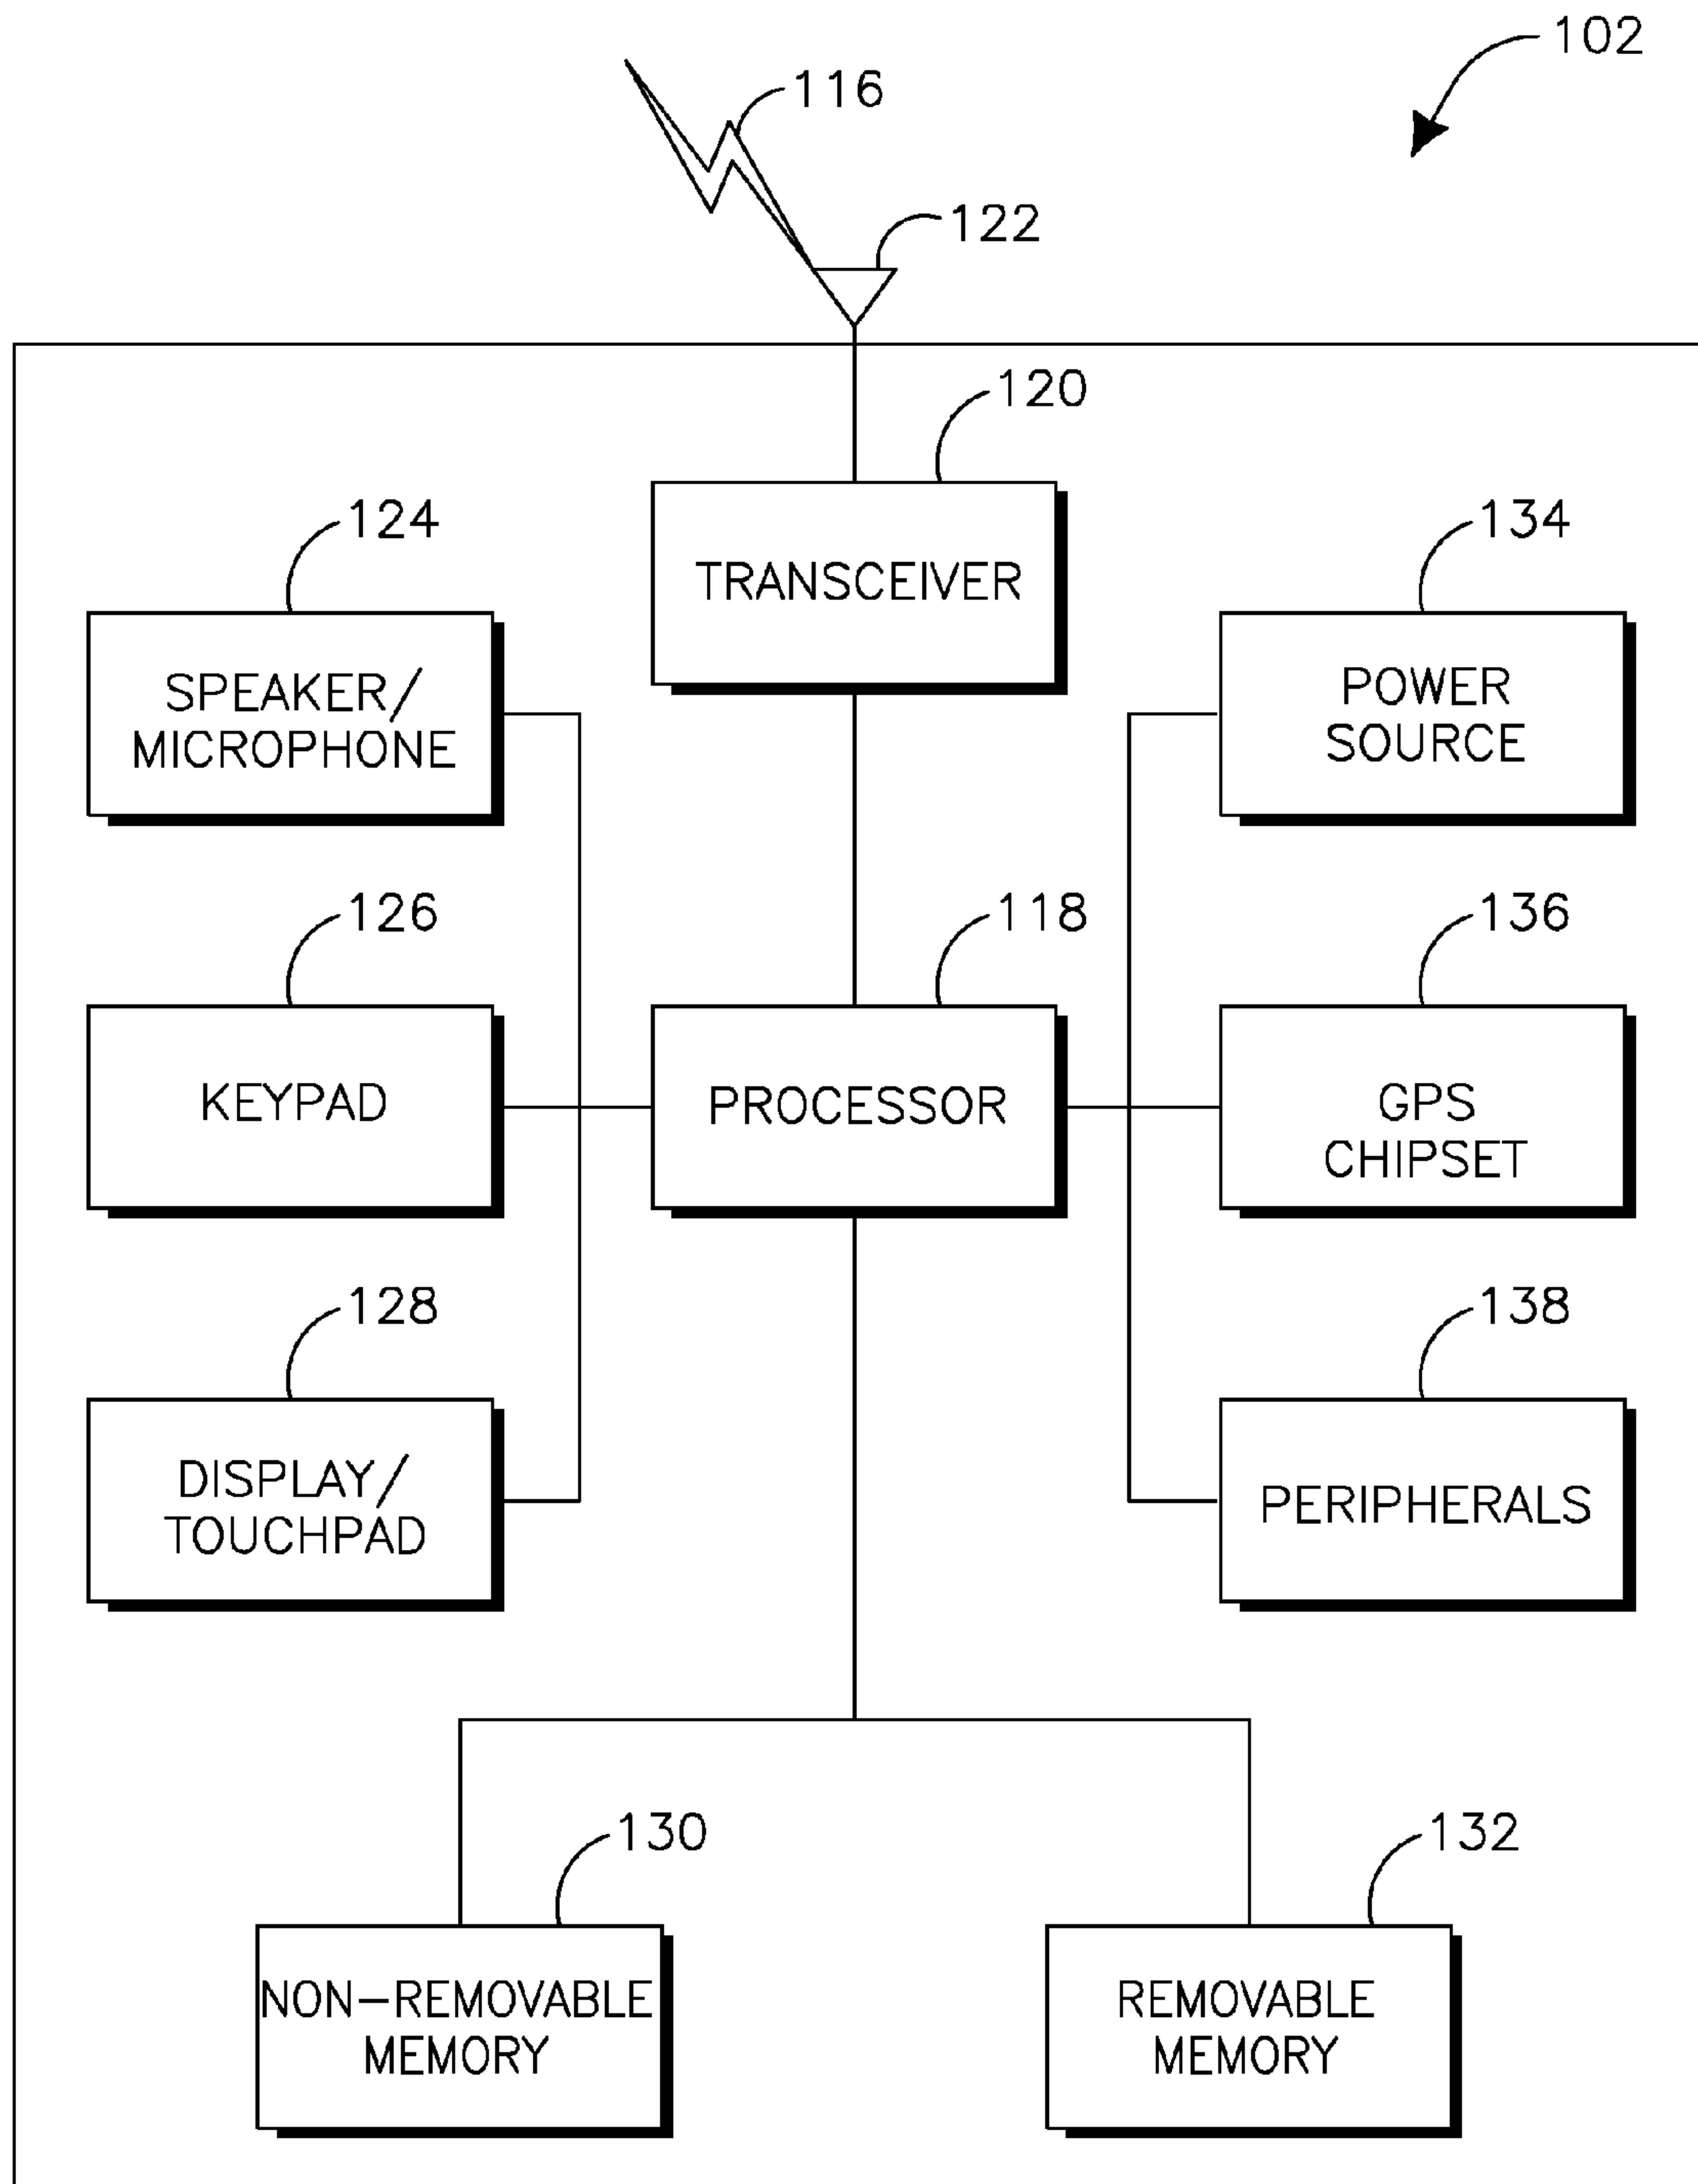 102
116
122
120
TRANSCEIVER
124
SPEAKER/
MICROPHONE
134
POWER
SOURCE
126
KEYPAD
118
PROCESSOR
136
GPS
CHIPSET
128
DISPLAY/
TOUCHPAD
138
PERIPHERALS
130
NON-REMOVABLE
MEMORY
132
REMOVABLE
MEMORY